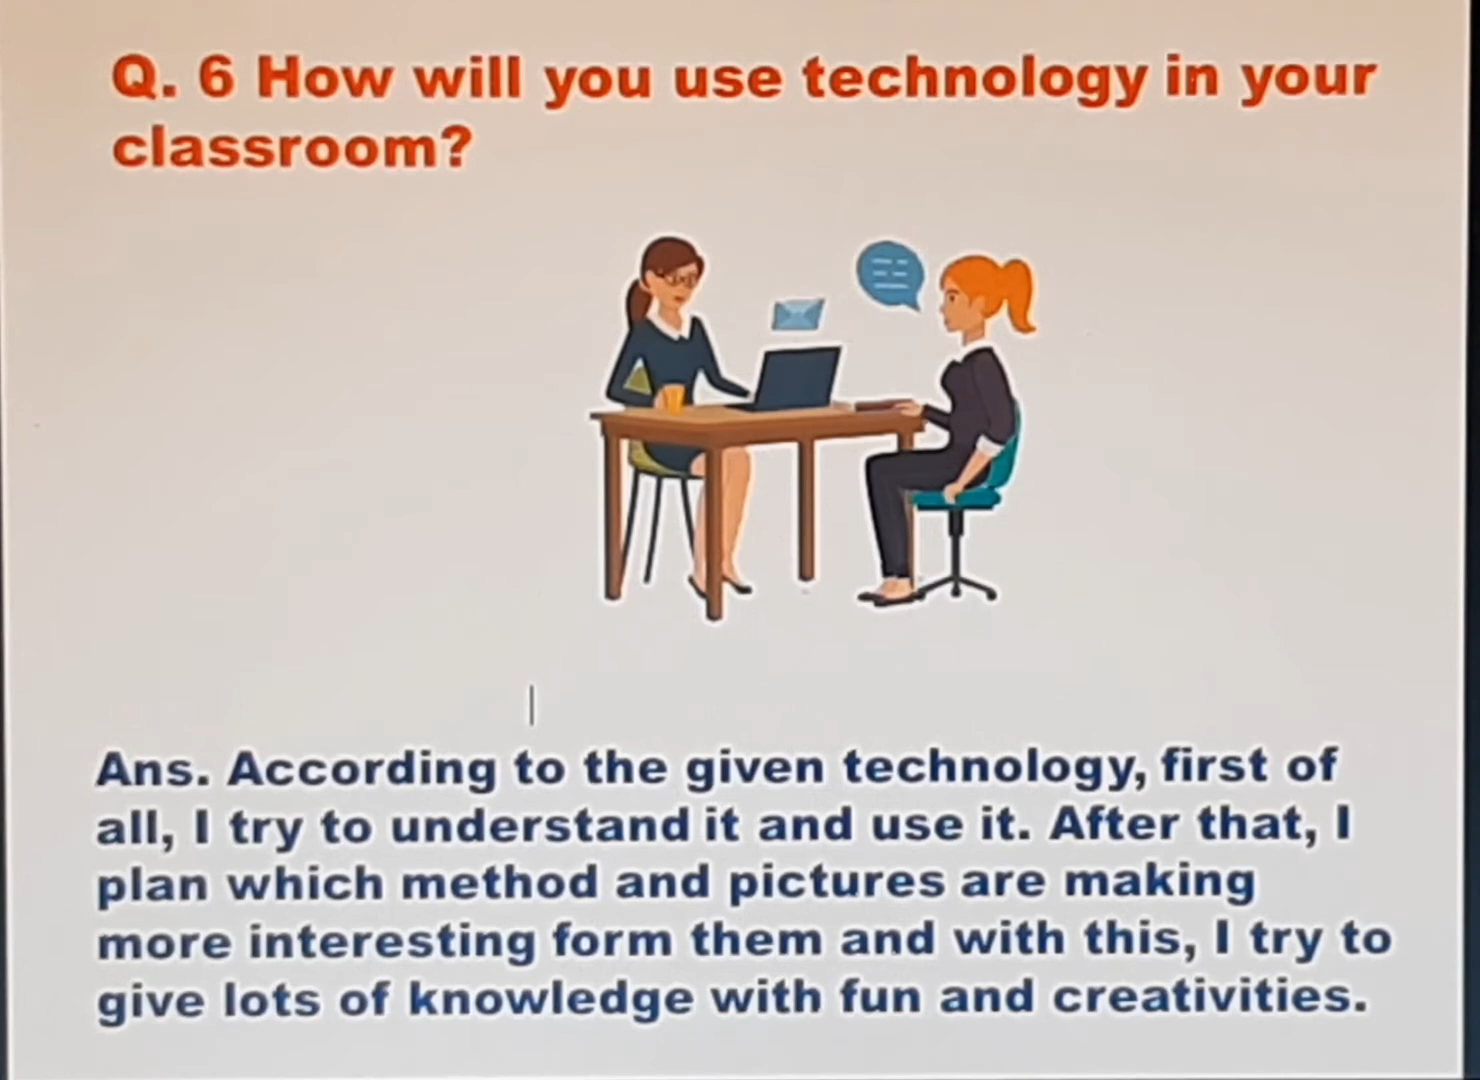 Q. 6 How will you use technology in your
classroom?
Ans. According to the given technology, first of
all, I try to understand it and use it. After that, I
plan which method and pictures are making
more interesting form them and with this, I try to
give lots of knowledge with fun and creativities.